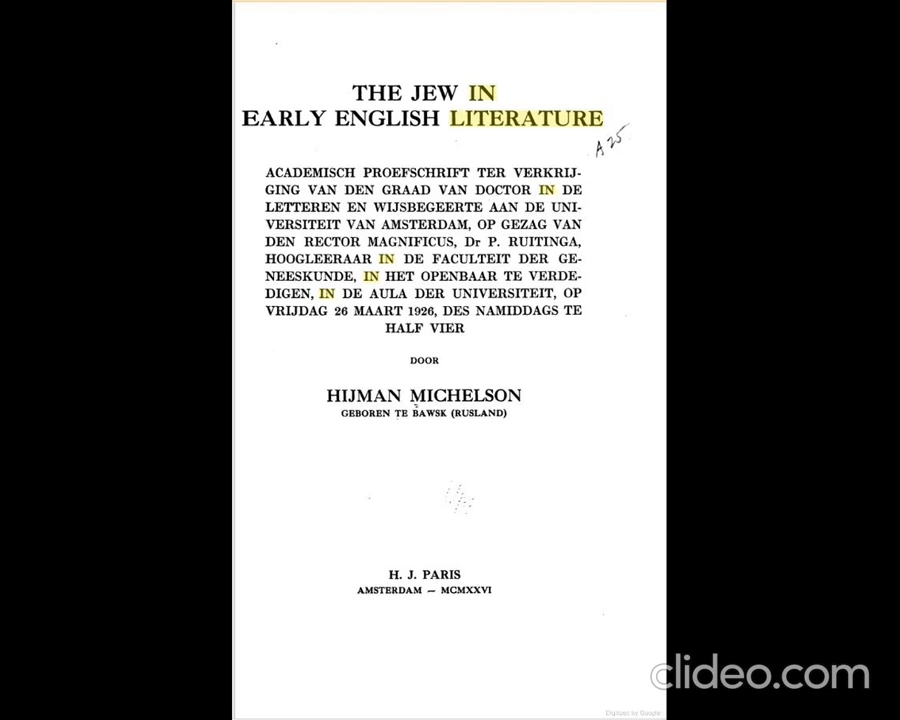 THE JEW IN
EARLY ENGLISH LITERATURE
A 25
ACADEMISCH PROEFSCHRIFT TER VERKRIJ-
GING VAN DEN GRAAD VAN DOCTOR IN DE
LETTEREN EN WIJSBEGEERTE AAN DE UNI-
VERSITEIT VAN AMSTERDAM, OP GEZAG VAN
DEN RECTOR MAGNIFICUS, Dr P. RUITINGA,
HOOGLEERAAR IN DE FACULTEIT DER GE-
NEESKUNDE, IN HET OPENBAAR TE VERDE-
DIGEN, IN DE AULA DER UNIVERSITEIT, OP
VRIJDAG 26 MAART 1926, DES NAMIDDAGS TE
HALF VIER
DOOR
HIJMAN MICHELSON
GEBOREN TE BAWSK (RUSLAND)
H. J. PARIS
AMSTERDAM — MCMXXVI
clideo.com
Digitized by Google